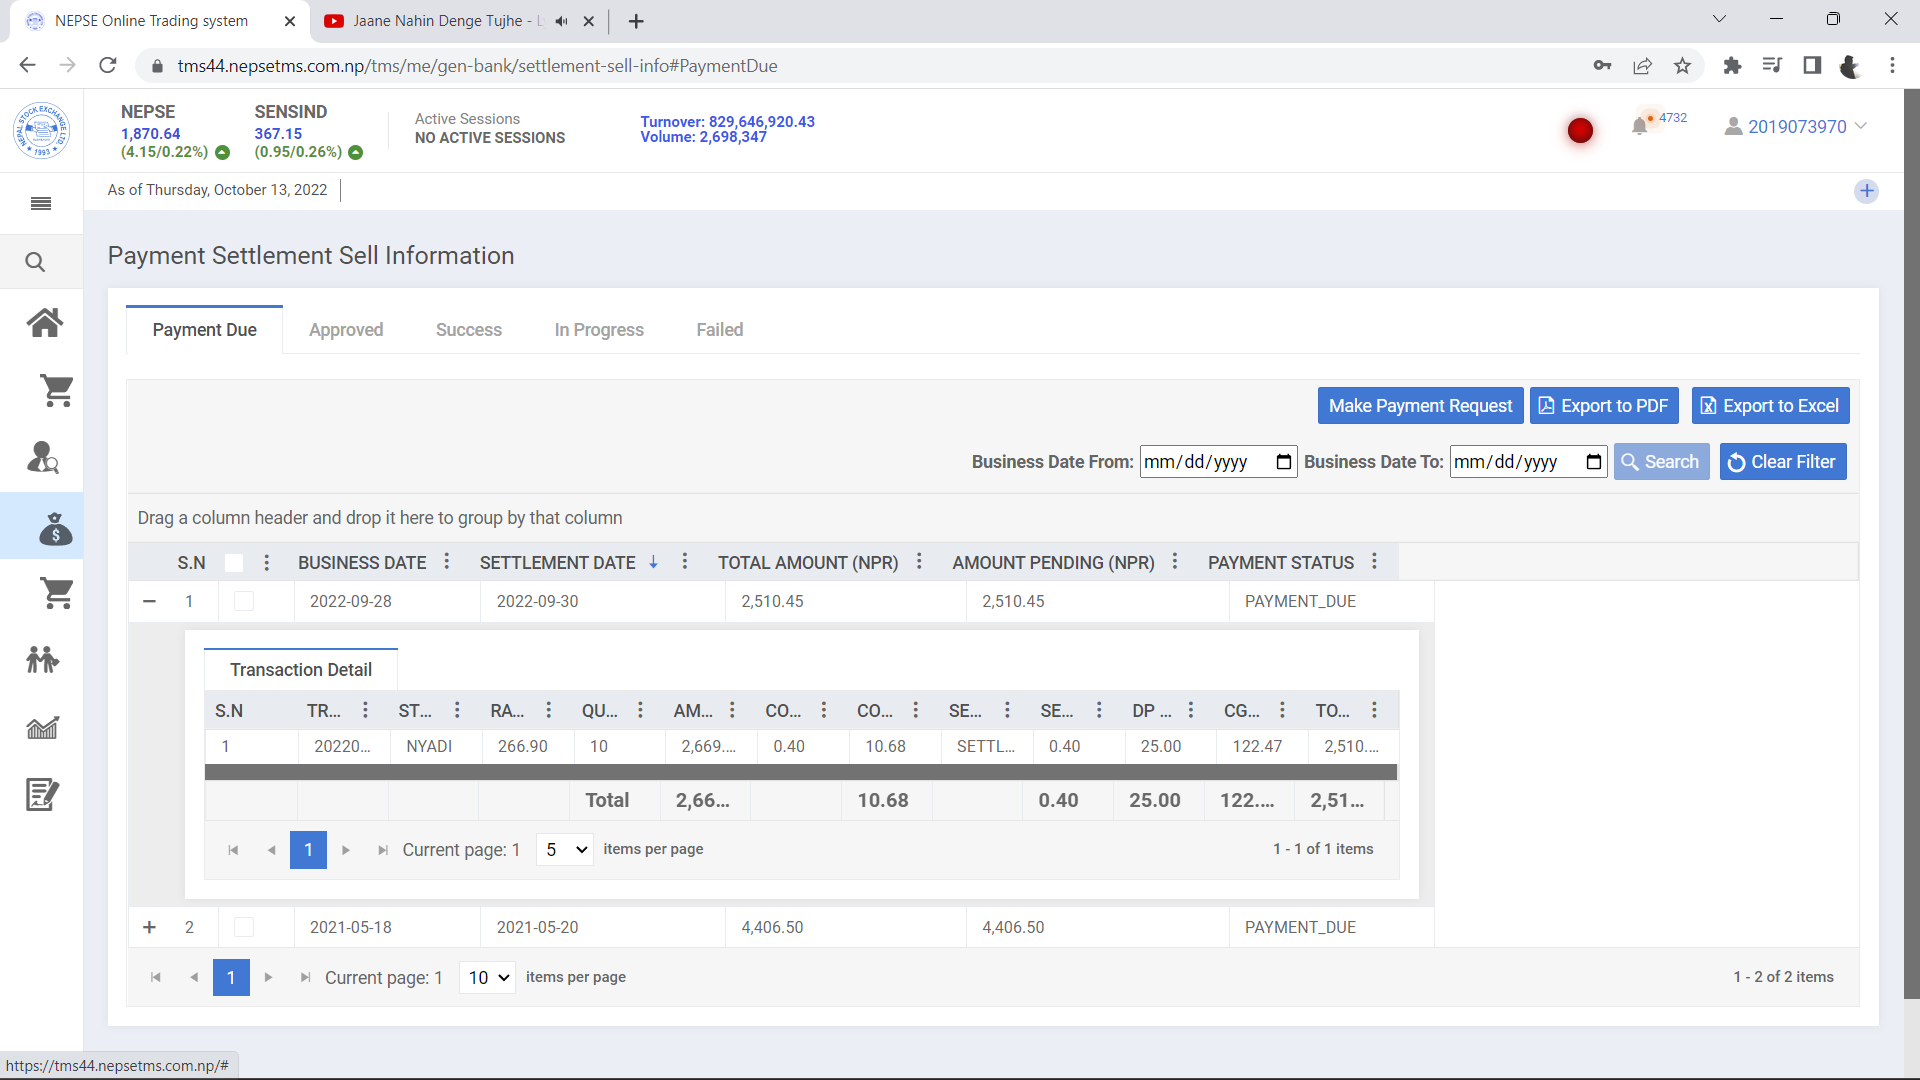 NEPSE Online Trading system
Jaane Nahin Denge Tujhe -
tms44.nepsetms.com.np/tms/me/gen-bank/settlement-sell-info#PaymentDue
NEPSE SENSIND Active Sessions Turnover: 829,646,920.43
1,870.64 367.15 NO ACTIVE SESSIONS Volume: 2,698,347
(4.15/0.22%) (0.95/0.26%)
4732
2019073970
NEPAL STOCK EXCHANGE LTD.
1993
As of Thursday, October 13, 2022
Payment Settlement Sell Information
Payment Due Approved Success In Progress Failed
Make Payment Request Export to PDF Export to Excel
Business Date From: mm/dd/yyyy Business Date To: mm/dd/yyyy Search Clear Filter
Drag a column header and drop it here to group by that column
S.N BUSINESS DATE SETTLEMENT DATE TOTAL AMOUNT (NPR) AMOUNT PENDING (NPR) PAYMENT STATUS
1 2022-09-28 2022-09-30 2,510.45 2,510.45 PAYMENT_DUE
Transaction Detail
S.N TR... ST... RA... QU... AM... CO... CO... SE... SE... DP ... CG... TO...
1 20220... NYADI 266.90 10 2,669.... 0.40 10.68 SETTL... 0.40 25.00 122.47 2,510....
Total 2,66... 10.68 0.40 25.00 122.... 2,51...
1 Current page: 1 5 items per page 1 - 1 of 1 items
2 2021-05-18 2021-05-20 4,406.50 4,406.50 PAYMENT_DUE
1 Current page: 1 10 items per page 1 - 2 of 2 items
https://tms44.nepsetms.com.np/#